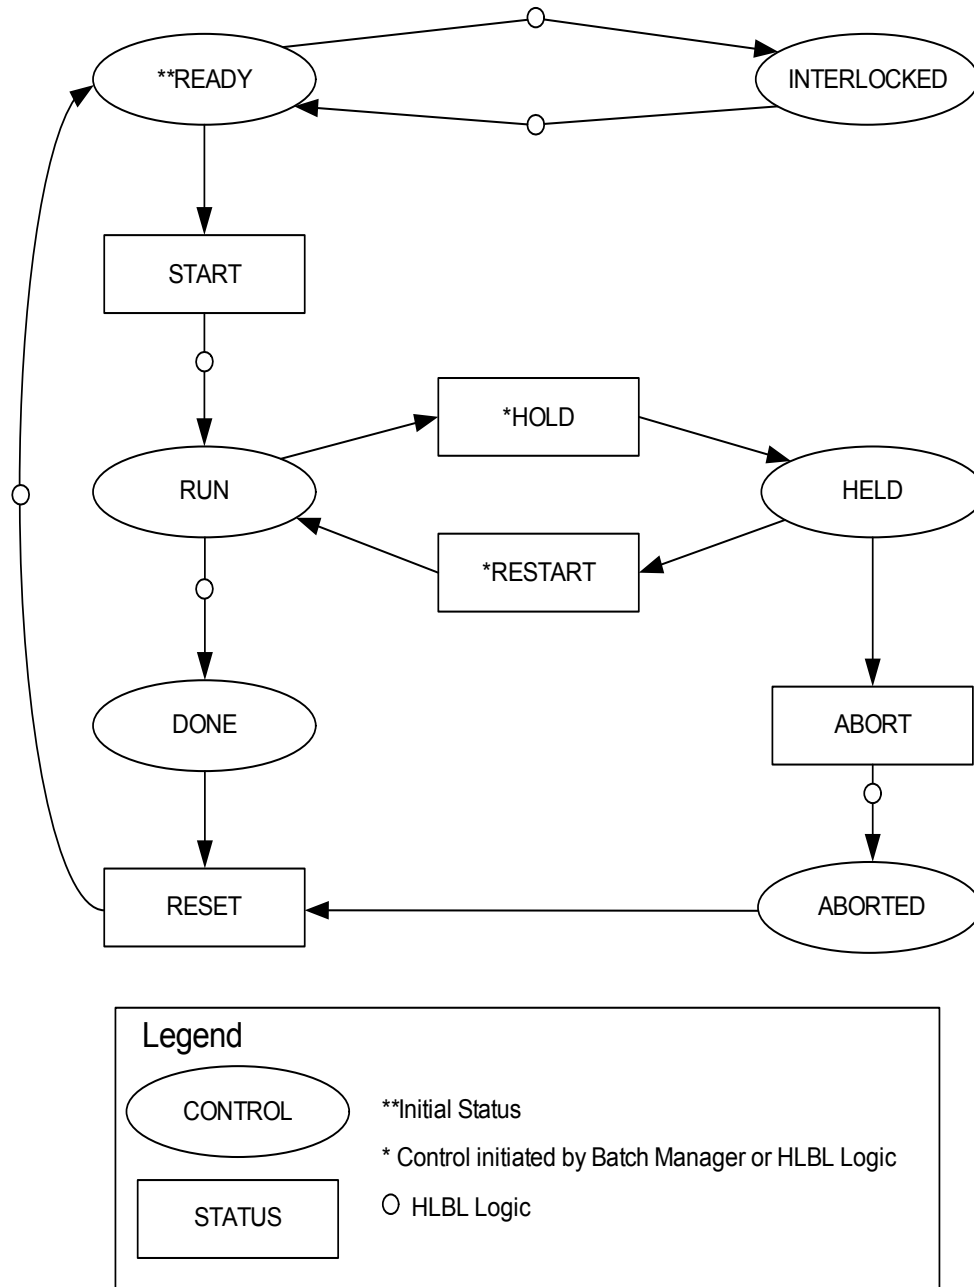 **READY
INTERLOCKED
START
*HOLD
RUN
HELD
*RESTART
DONE
ABORT
RESET
ABORTED
Legend
CONTROL
**Initial Status
* Control initiated by Batch Manager or HLBL Logic
HLBL Logic
STATUS